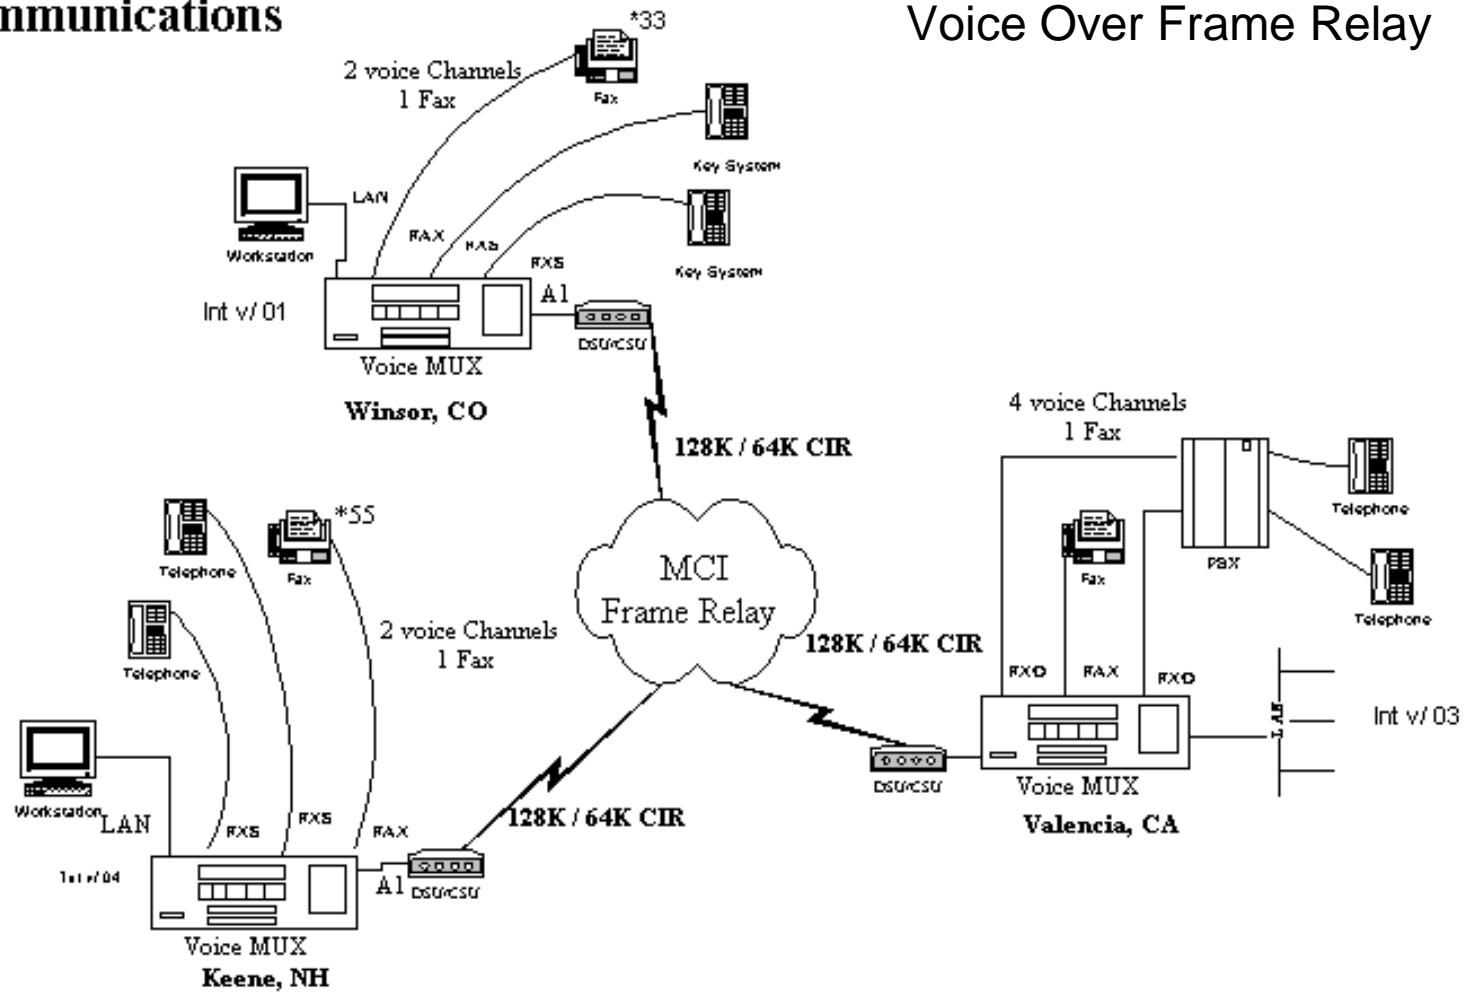 mmunications
Voice Over Frame Relay
*33
2 voice Channels
1 Fax
Fax
Key System
LAN
Workstation
FAX
FXS
Key System
FXS
A1
Int v/ 01
DSU/CSU
Voice MUX
Winsor, CO
128K / 64K CIR
4 voice Channels
1 Fax
Telephone
PBX
Fax
Telephone
*55
Telephone
Fax
MCI
Frame Relay
2 voice Channels
1 Fax
Telephone
128K / 64K CIR
FXO
FAX
FXO
LAN
Int v/ 03
DSU/CSU
Voice MUX
Valencia, CA
Workstation
LAN
FXS
FXS
FAX
128K / 64K CIR
Int v/ 04
A1
DSU/CSU
Voice MUX
Keene, NH